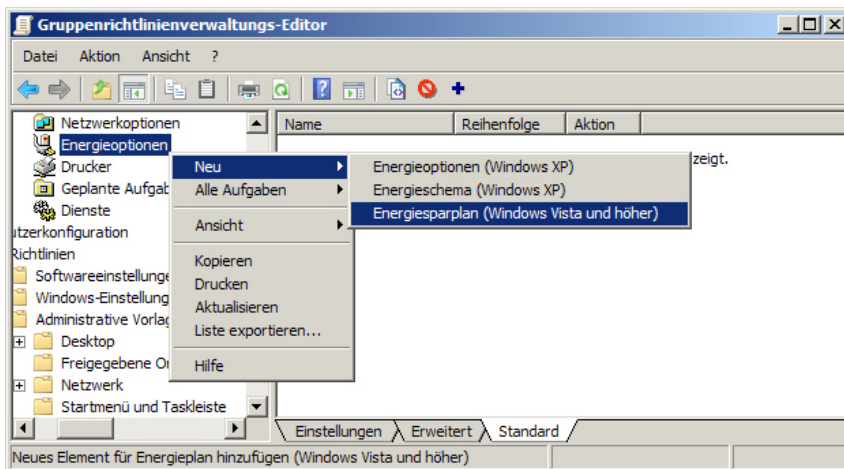 Gruppenrichtlinienverwaltungs-Editor
Datei Aktion Ansicht ?
Netzwerkoptionen
Energieoptionen
Drucker
Geplante Aufgab
Dienste
utzerkonfiguration
Richtlinien
Softwareeinstellunge
Windows-Einstellung
Administrative Vorlag
Desktop
Freigegebene Or
Netzwerk
Startmenü und Taskleiste
Neu
Alle Aufgaben
Ansicht
Kopieren
Drucken
Aktualisieren
Liste exportieren...
Hilfe
Name Reihenfolge Aktion
zeigt.
Energieoptionen (Windows XP)
Energieschema (Windows XP)
Energiesparplan (Windows Vista und höher)
Einstellungen Erweitert Standard
Neues Element für Energieplan hinzufügen (Windows Vista und höher)